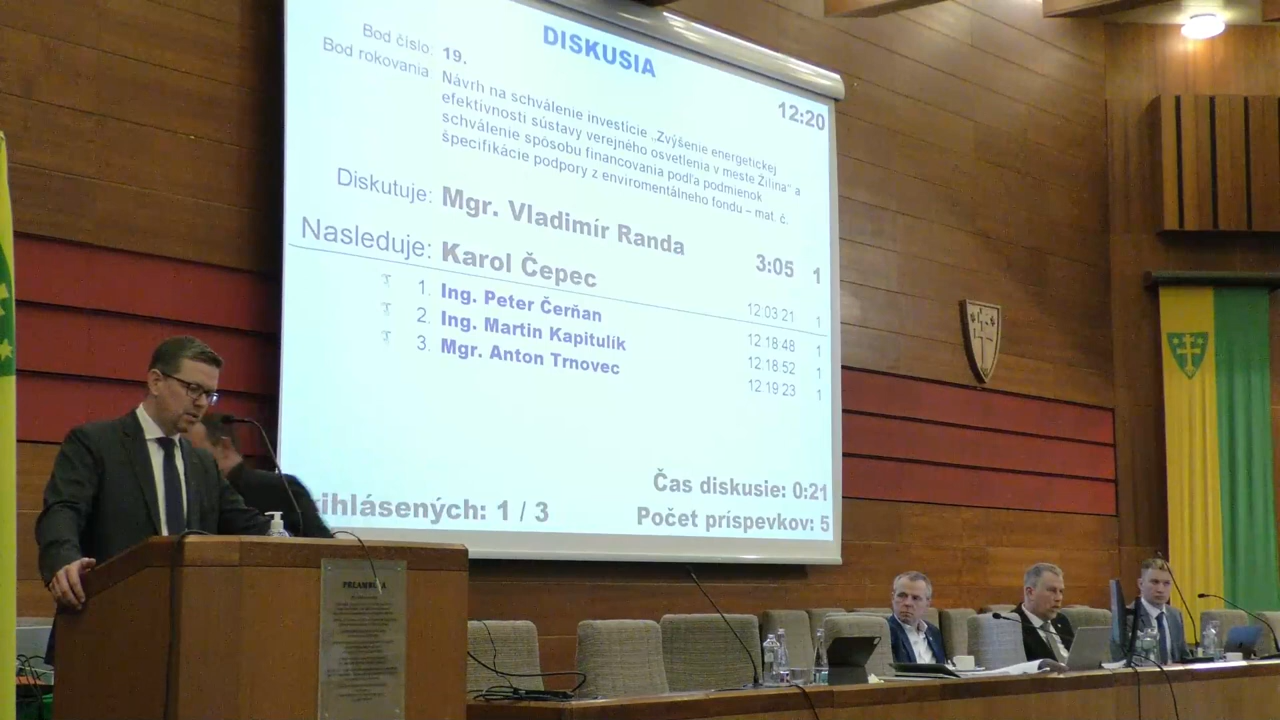 DISKUSIA
Bod číslo: 19.
12:20
Bod rokovania: Návrh na schválenie investície „Zvýšenie energetickej
efektívnosti sústavy verejného osvetlenia v meste Žilina" a
schválenie spôsobu financovania podľa podmienok
špecifikácie podpory z enviromentálneho fondu – mat. č.
Diskutuje: Mgr. Vladimír Randa 3:05 1
Nasleduje: Karol Čepec 12 03 21 1
1. Ing. Peter Čerňan 12 18 48 1
2. Ing. Martin Kapitulík 12 18 52 1
3. Mgr. Anton Trnovec 12 19 23 1
Čas diskusie: 0:21
ihlásených: 1 / 3
Počet príspevkov: 5
PREAMBULA